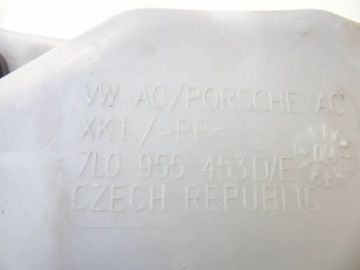 VW AG/PORSCHE AG
XK1 / >PP<
7L0 955 453D/F
CZECH REPUBLIC